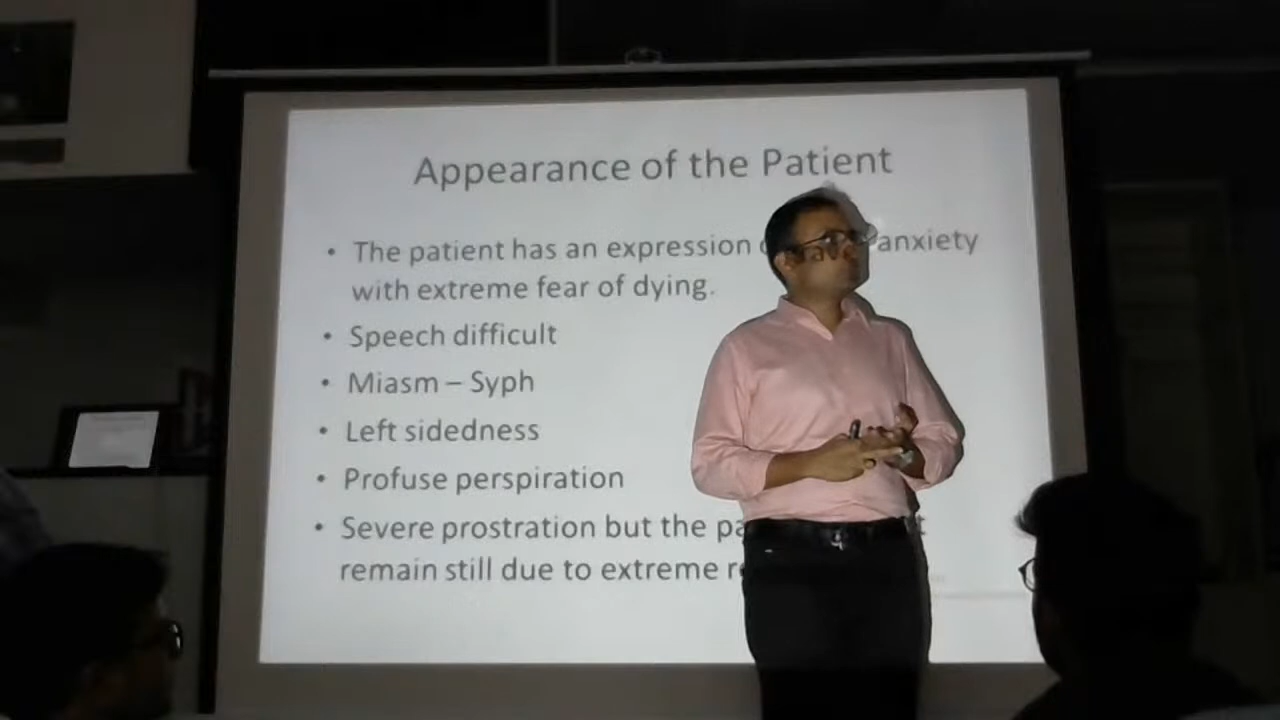 Appearance of the Patient
• The patient has an expression anxiety
with extreme fear of dying.
• Speech difficult
• Miasm – Syph
• Left sidedness
• Profuse perspiration
• Severe prostration but the
remain still due to extreme